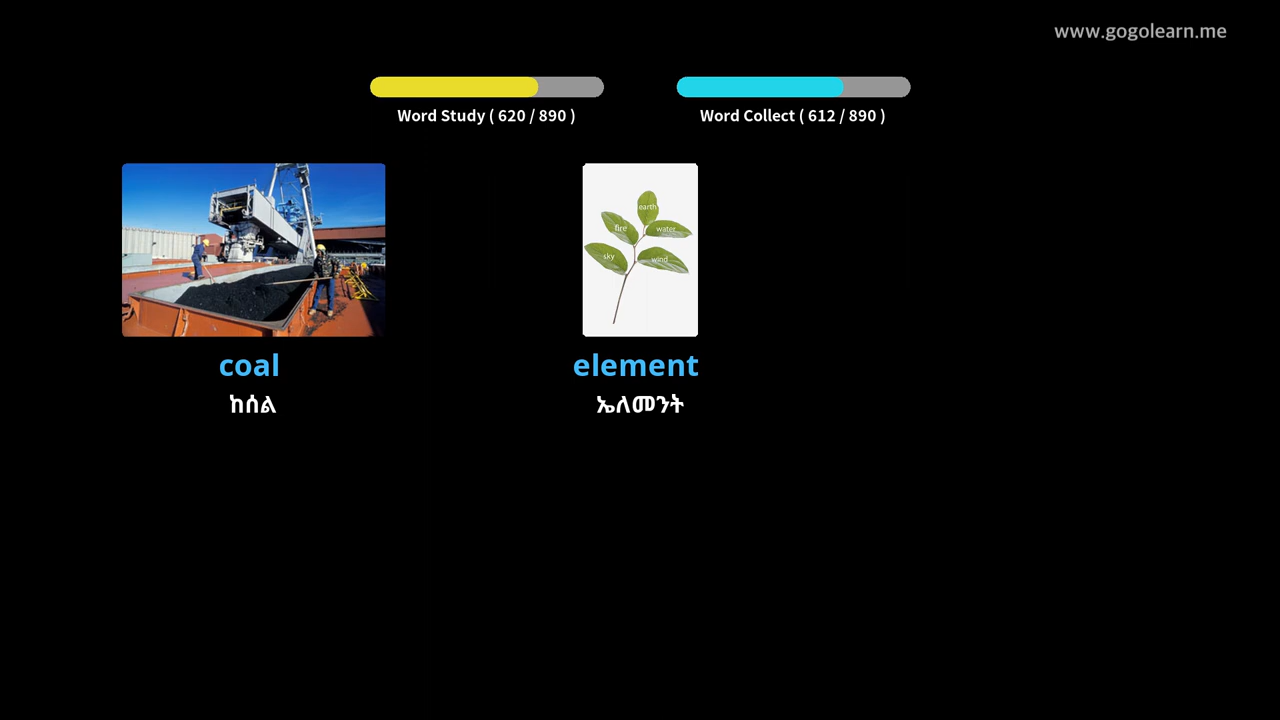 www.gogolearn.me
Word Study ( 620 / 890 )
Word Collect ( 612 / 890 )
earth
fire
water
sky
wind
coal
element
ከሰል
ኤለመንት